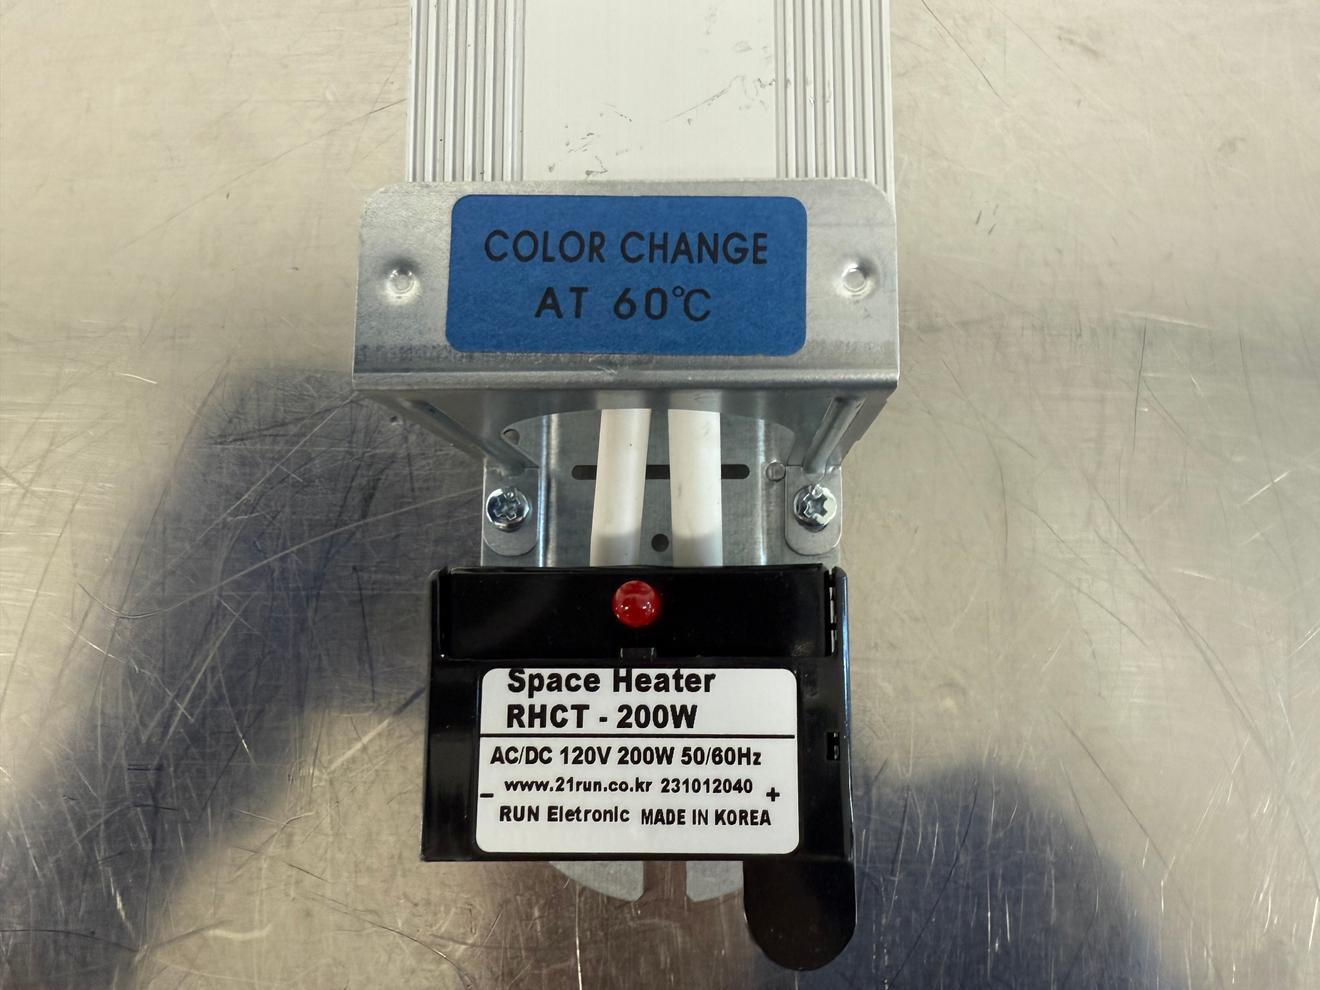 COLOR CHANGE
AT 60°C
Space Heater
RHCT - 200W
AC/DC 120V 200W 50/60Hz
www.21run.co.kr 231012040
- +
RUN Eletronic MADE IN KOREA